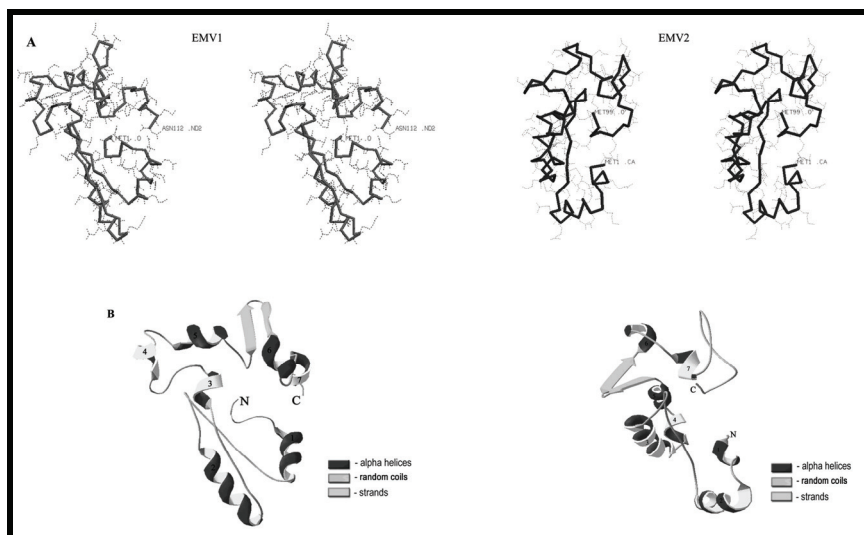 A
EMV1
EMV2
ASN112 .ND2
MET1 .O
ASN112 .ND2
MET1 .O
MET99 .O
MET1 .CA
MET99 .O
MET1 .CA
B
4
3
N
C
- alpha helices
- random coils
- strands
7
C
4
N
- alpha helices
- random coils
- strands